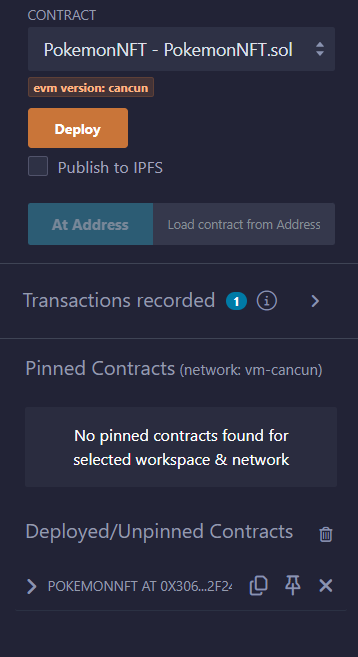 CONTRACT
PokemonNFT - PokemonNFT.sol
evm version: cancun
Deploy
Publish to IPFS
At Address
Load contract from Address
Transactions recorded 1 i
Pinned Contracts (network: vm-cancun)
No pinned contracts found for
selected workspace & network
Deployed/Unpinned Contracts
POKEMONNFT AT 0X306...2F24